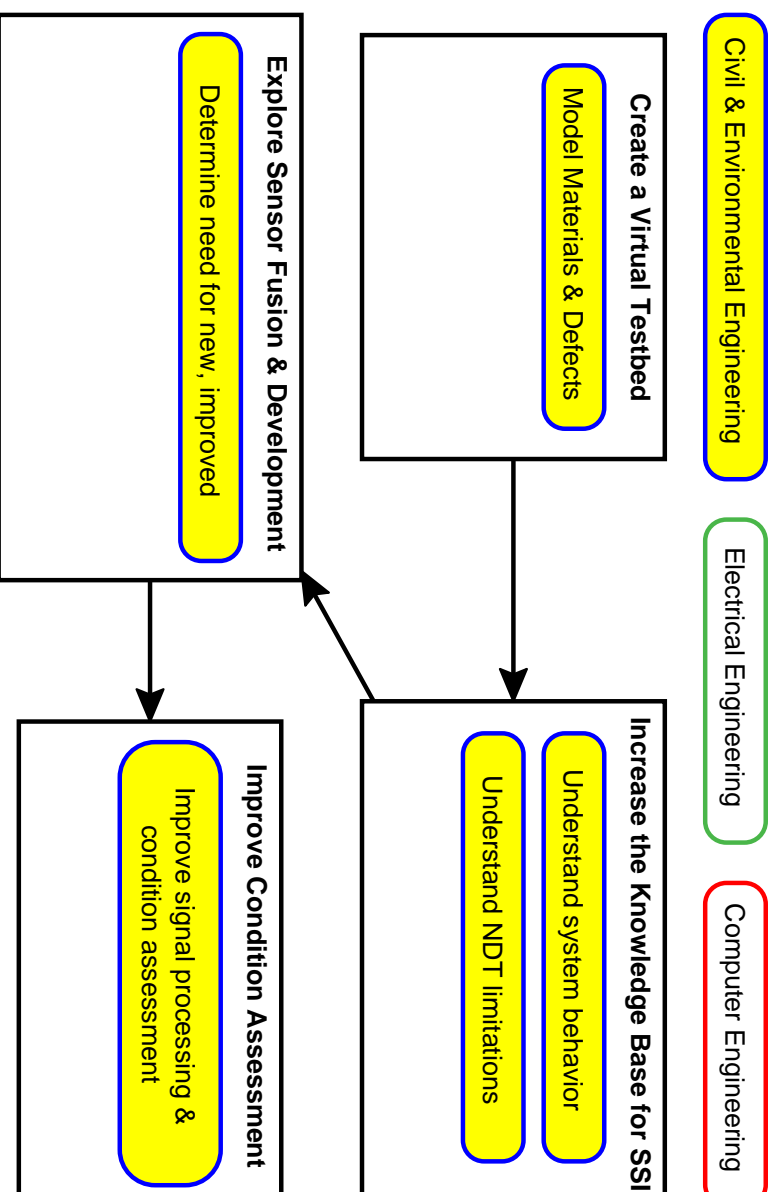 Civil & Environmental Engineering
Electrical Engineering
Computer Engineering
Create a Virtual Testbed
Model Materials & Defects
Increase the Knowledge Base for SSI
Understand system behavior
Understand NDT limitations
Explore Sensor Fusion & Development
Determine need for new, improved
Improve Condition Assessment
Improve signal processing &
condition assessment